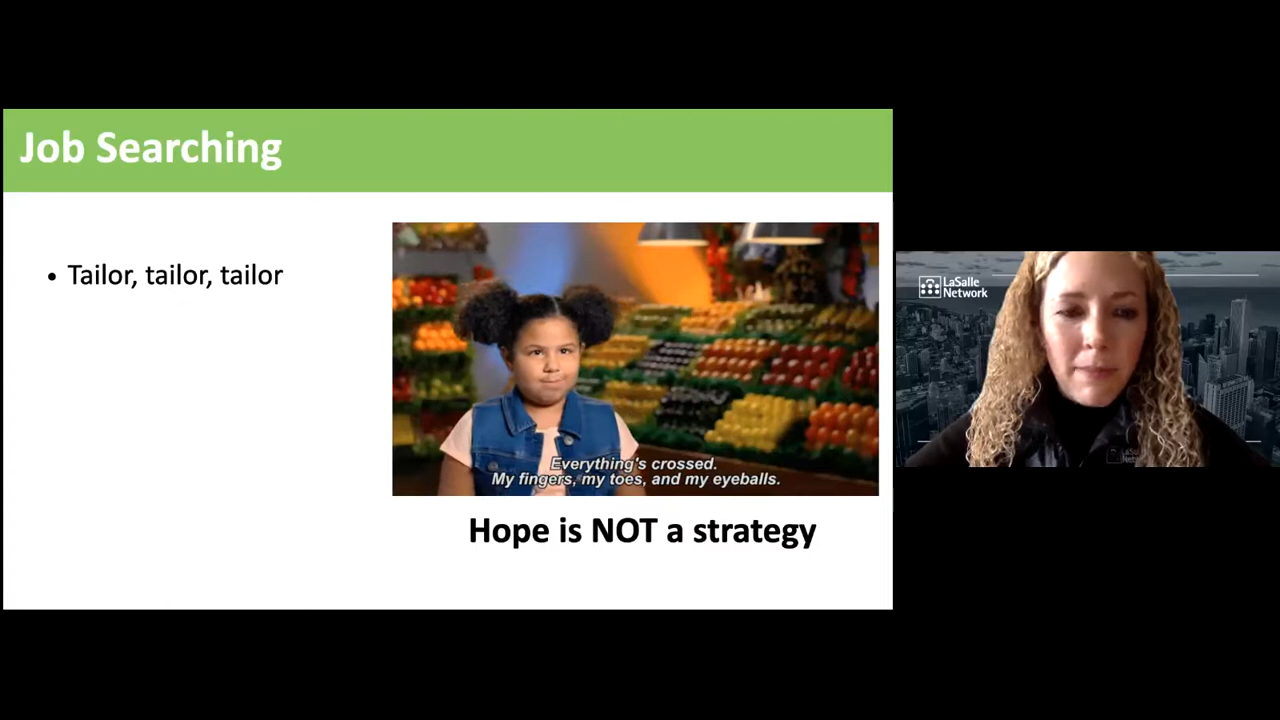 Job Searching
• Tailor, tailor, tailor
Everything's crossed.
My fingers, my toes, and my eyeballs.
Hope is NOT a strategy
LaSalle
Network
LaSalle